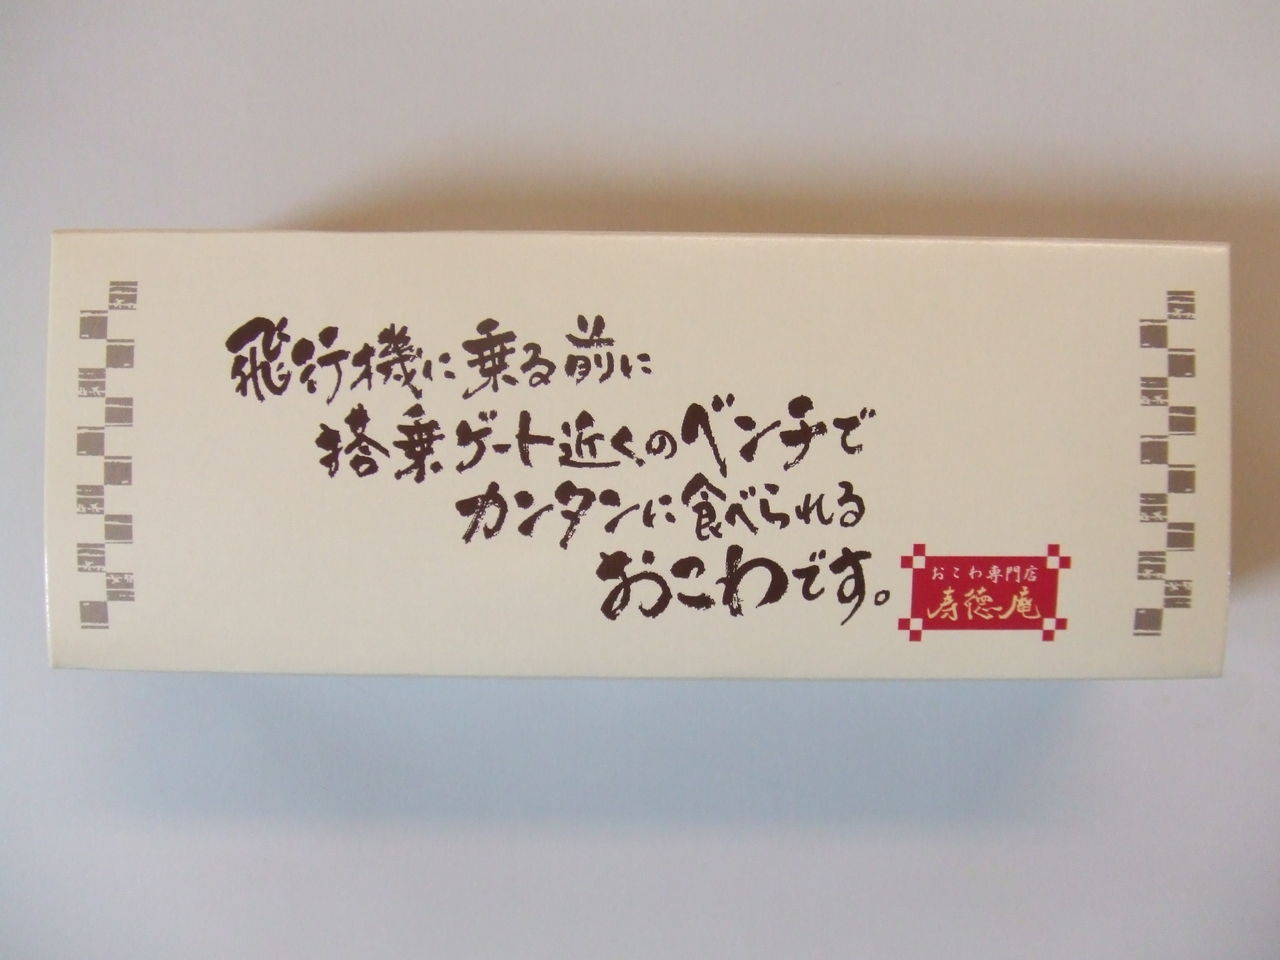 飛行機に乗る前に
搭乗ゲート近くのベンチで
カンタンに食べられる
おこわです。
おこわ専門店
寿徳庵